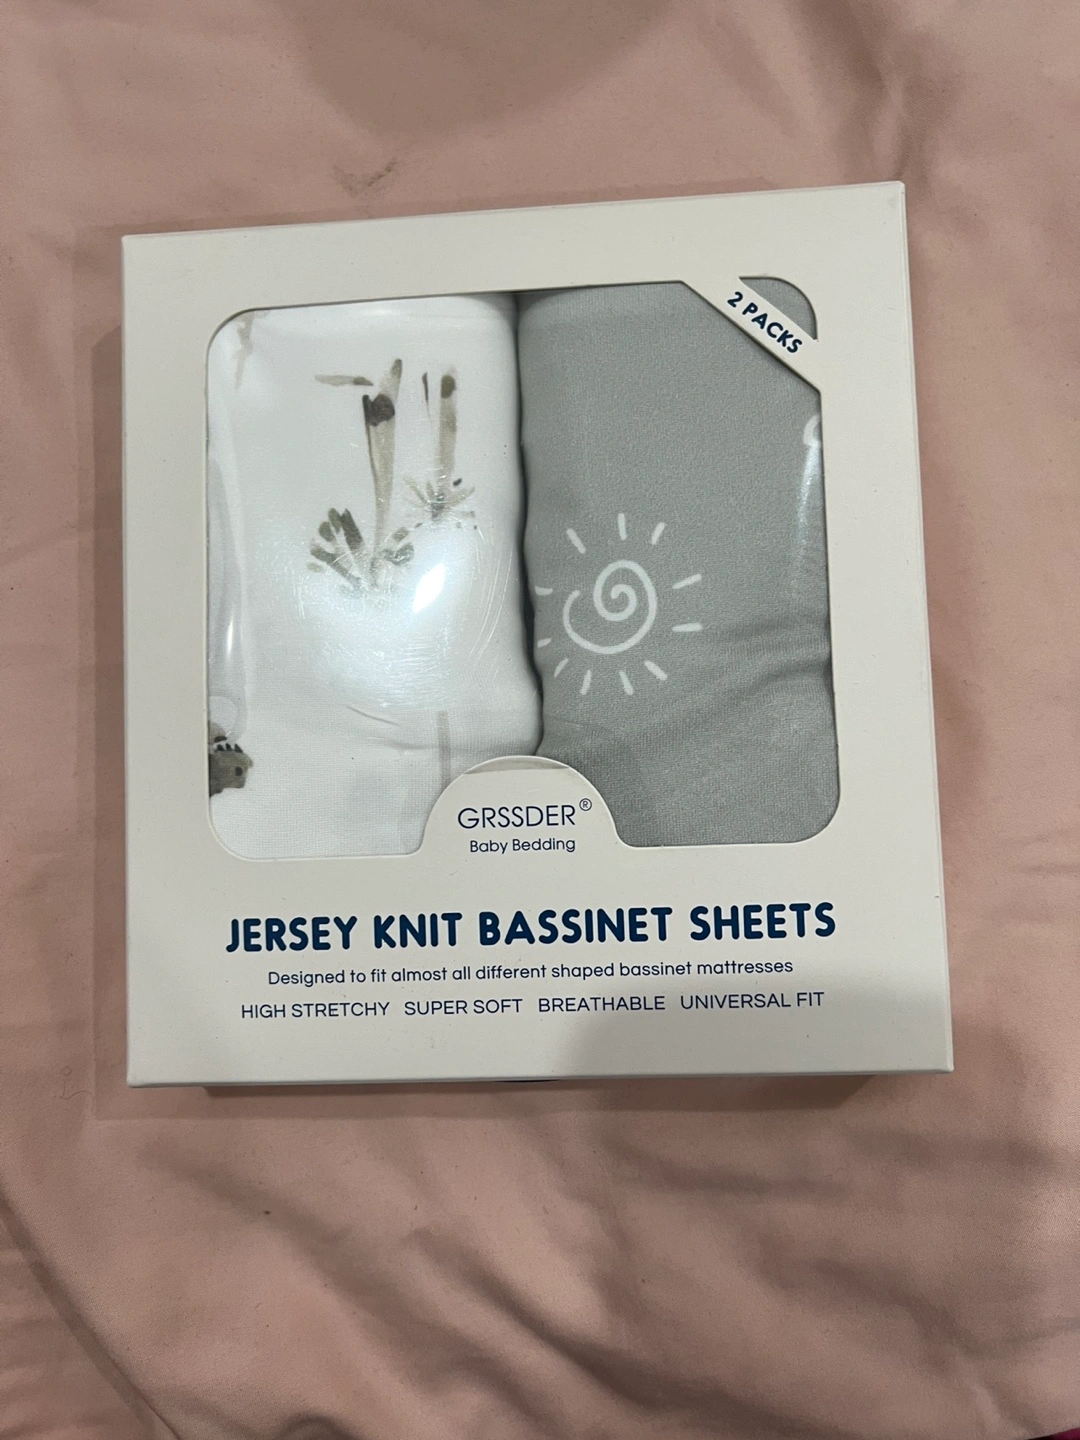 2 PACKS
GRSSDER®
Baby Bedding
JERSEY KNIT BASSINET SHEETS
Designed to fit almost all different shaped bassinet mattresses
HIGH STRETCHY SUPER SOFT BREATHABLE UNIVERSAL FIT